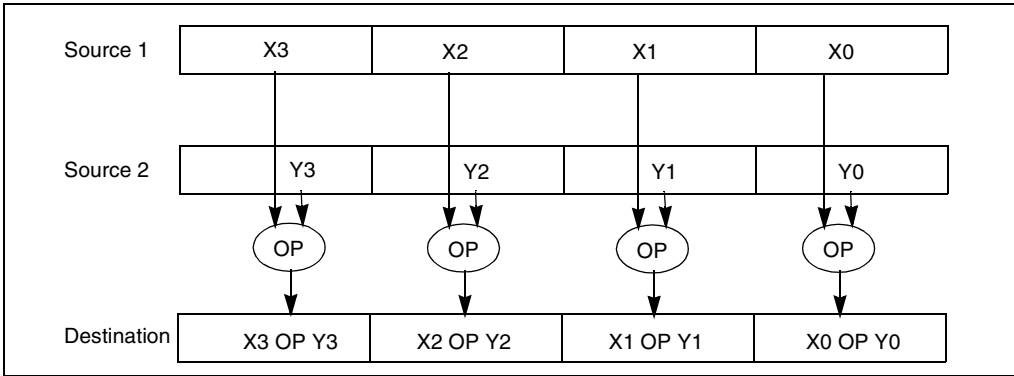 Source 1 X3 X2 X1 X0
Source 2 Y3 Y2 Y1 Y0
OP OP OP OP
Destination X3 OP Y3 X2 OP Y2 X1 OP Y1 X0 OP Y0